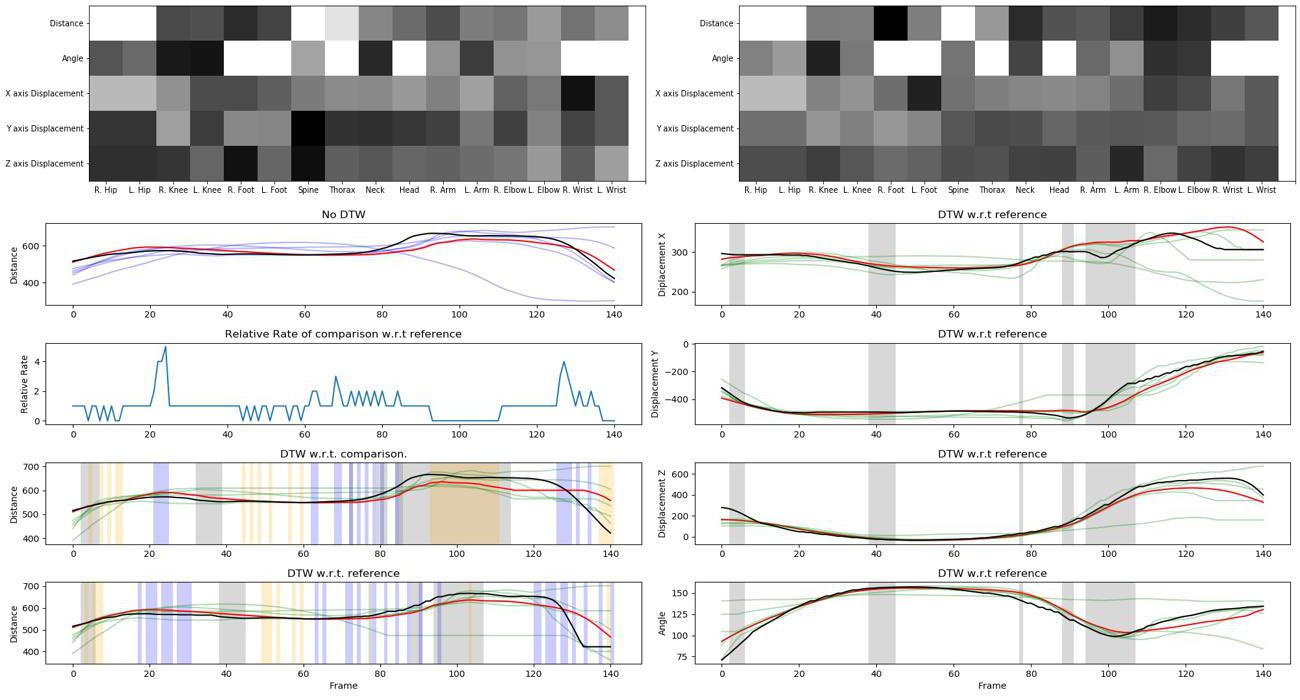 Distance
Angle
X axis Displacement
Y axis Displacement
Z axis Displacement
R. Hip L. Hip R. Knee L. Knee R. Foot L. Foot Spine Thorax Neck Head R. Arm L. Arm R. Elbow L. Elbow R. Wrist L. Wrist
Distance
Angle
X axis Displacement
Y axis Displacement
Z axis Displacement
R. Hip L. Hip R. Knee L. Knee R. Foot L. Foot Spine Thorax Neck Head R. Arm L. Arm R. Elbow L. Elbow R. Wrist L. Wrist
No DTW
Distance
600
400
0 20 40 60 80 100 120 140
DTW w.r.t reference
Diplacement X
300
200
0 20 40 60 80 100 120 140
Relative Rate of comparison w.r.t reference
Relative Rate
4
2
0
0 20 40 60 80 100 120 140
DTW w.r.t reference
Displacement Y
0
−200
−400
0 20 40 60 80 100 120 140
DTW w.r.t. comparison.
Distance
700
600
500
400
0 20 40 60 80 100 120 140
DTW w.r.t reference
Displacement Z
600
400
200
0
0 20 40 60 80 100 120 140
DTW w.r.t. reference
Distance
700
600
500
400
0 20 40 60 80 100 120 140
Frame
DTW w.r.t reference
Angle
150
125
100
75
0 20 40 60 80 100 120 140
Frame